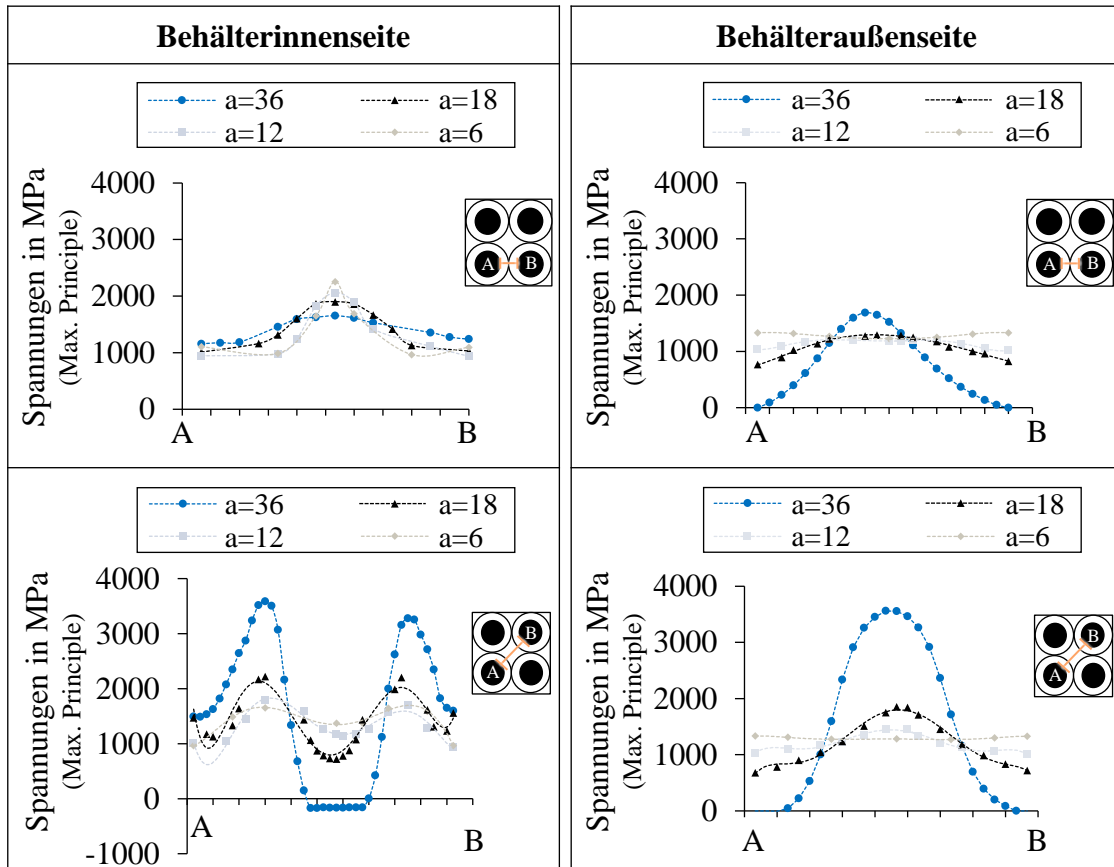 Behälterinnenseite
a=36 a=18
a=12 a=6
Spannungen in MPa
(Max. Principle)
4000
3000
2000
1000
0
A B
A B
Behälteraußenseite
a=36 a=18
a=12 a=6
Spannungen in MPa
(Max. Principle)
4000
3000
2000
1000
0
A B
A B
a=36 a=18
a=12 a=6
Spannungen in MPa
(Max. Principle)
4000
3000
2000
1000
0
-1000
A B
B
A
a=36 a=18
a=12 a=6
Spannungen in MPa
(Max. Principle)
4000
3000
2000
1000
0
A B
B
A